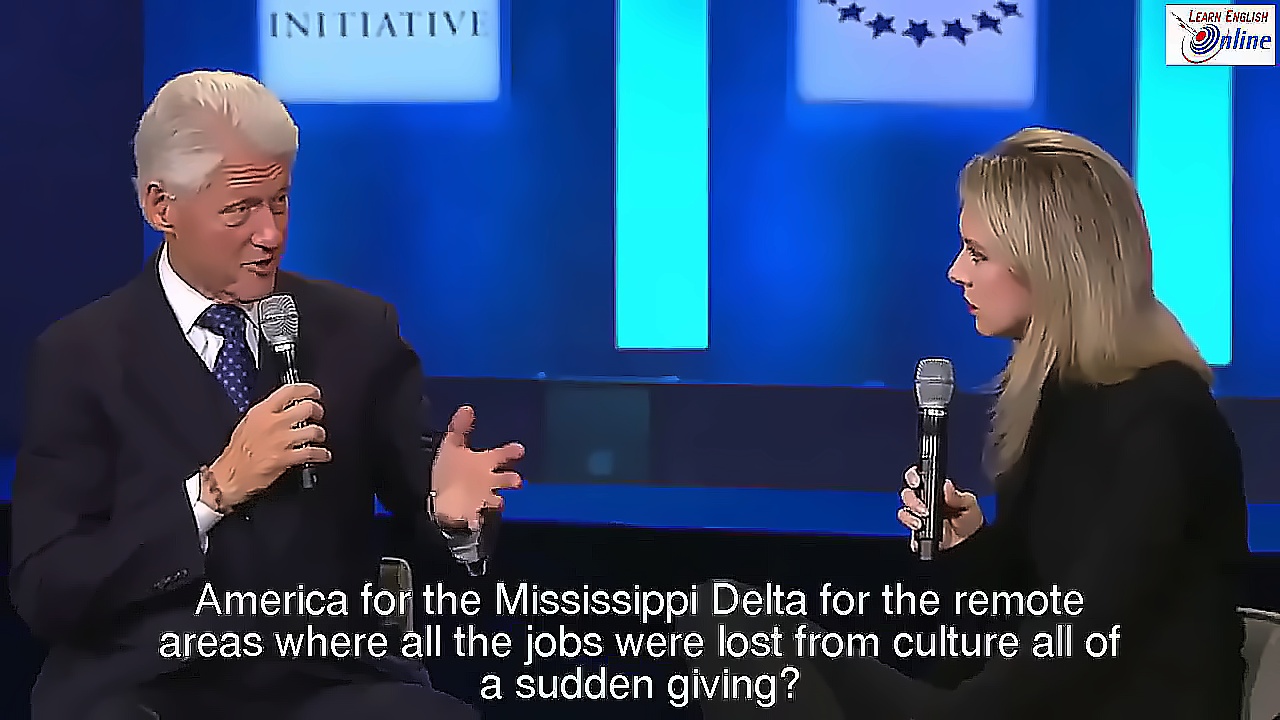 INITIATIVE
LEARN ENGLISH
Online
America for the Mississippi Delta for the remote
areas where all the jobs were lost from culture all of
a sudden giving?